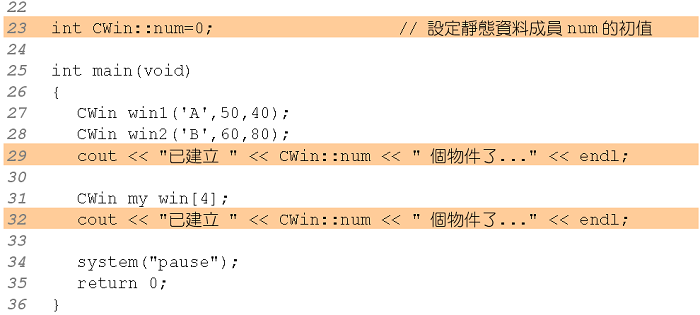 22
23 int CWin::num=0; // 設定靜態資料成員 num 的初值
24
25 int main(void)
26 {
27 CWin win1('A',50,40);
28 CWin win2('B',60,80);
29 cout << "已建立 " << CWin::num << " 個物件了..." << endl;
30
31 CWin my win[4];
32 cout << "已建立 " << CWin::num << " 個物件了..." << endl;
33
34 system("pause");
35 return 0;
36 }